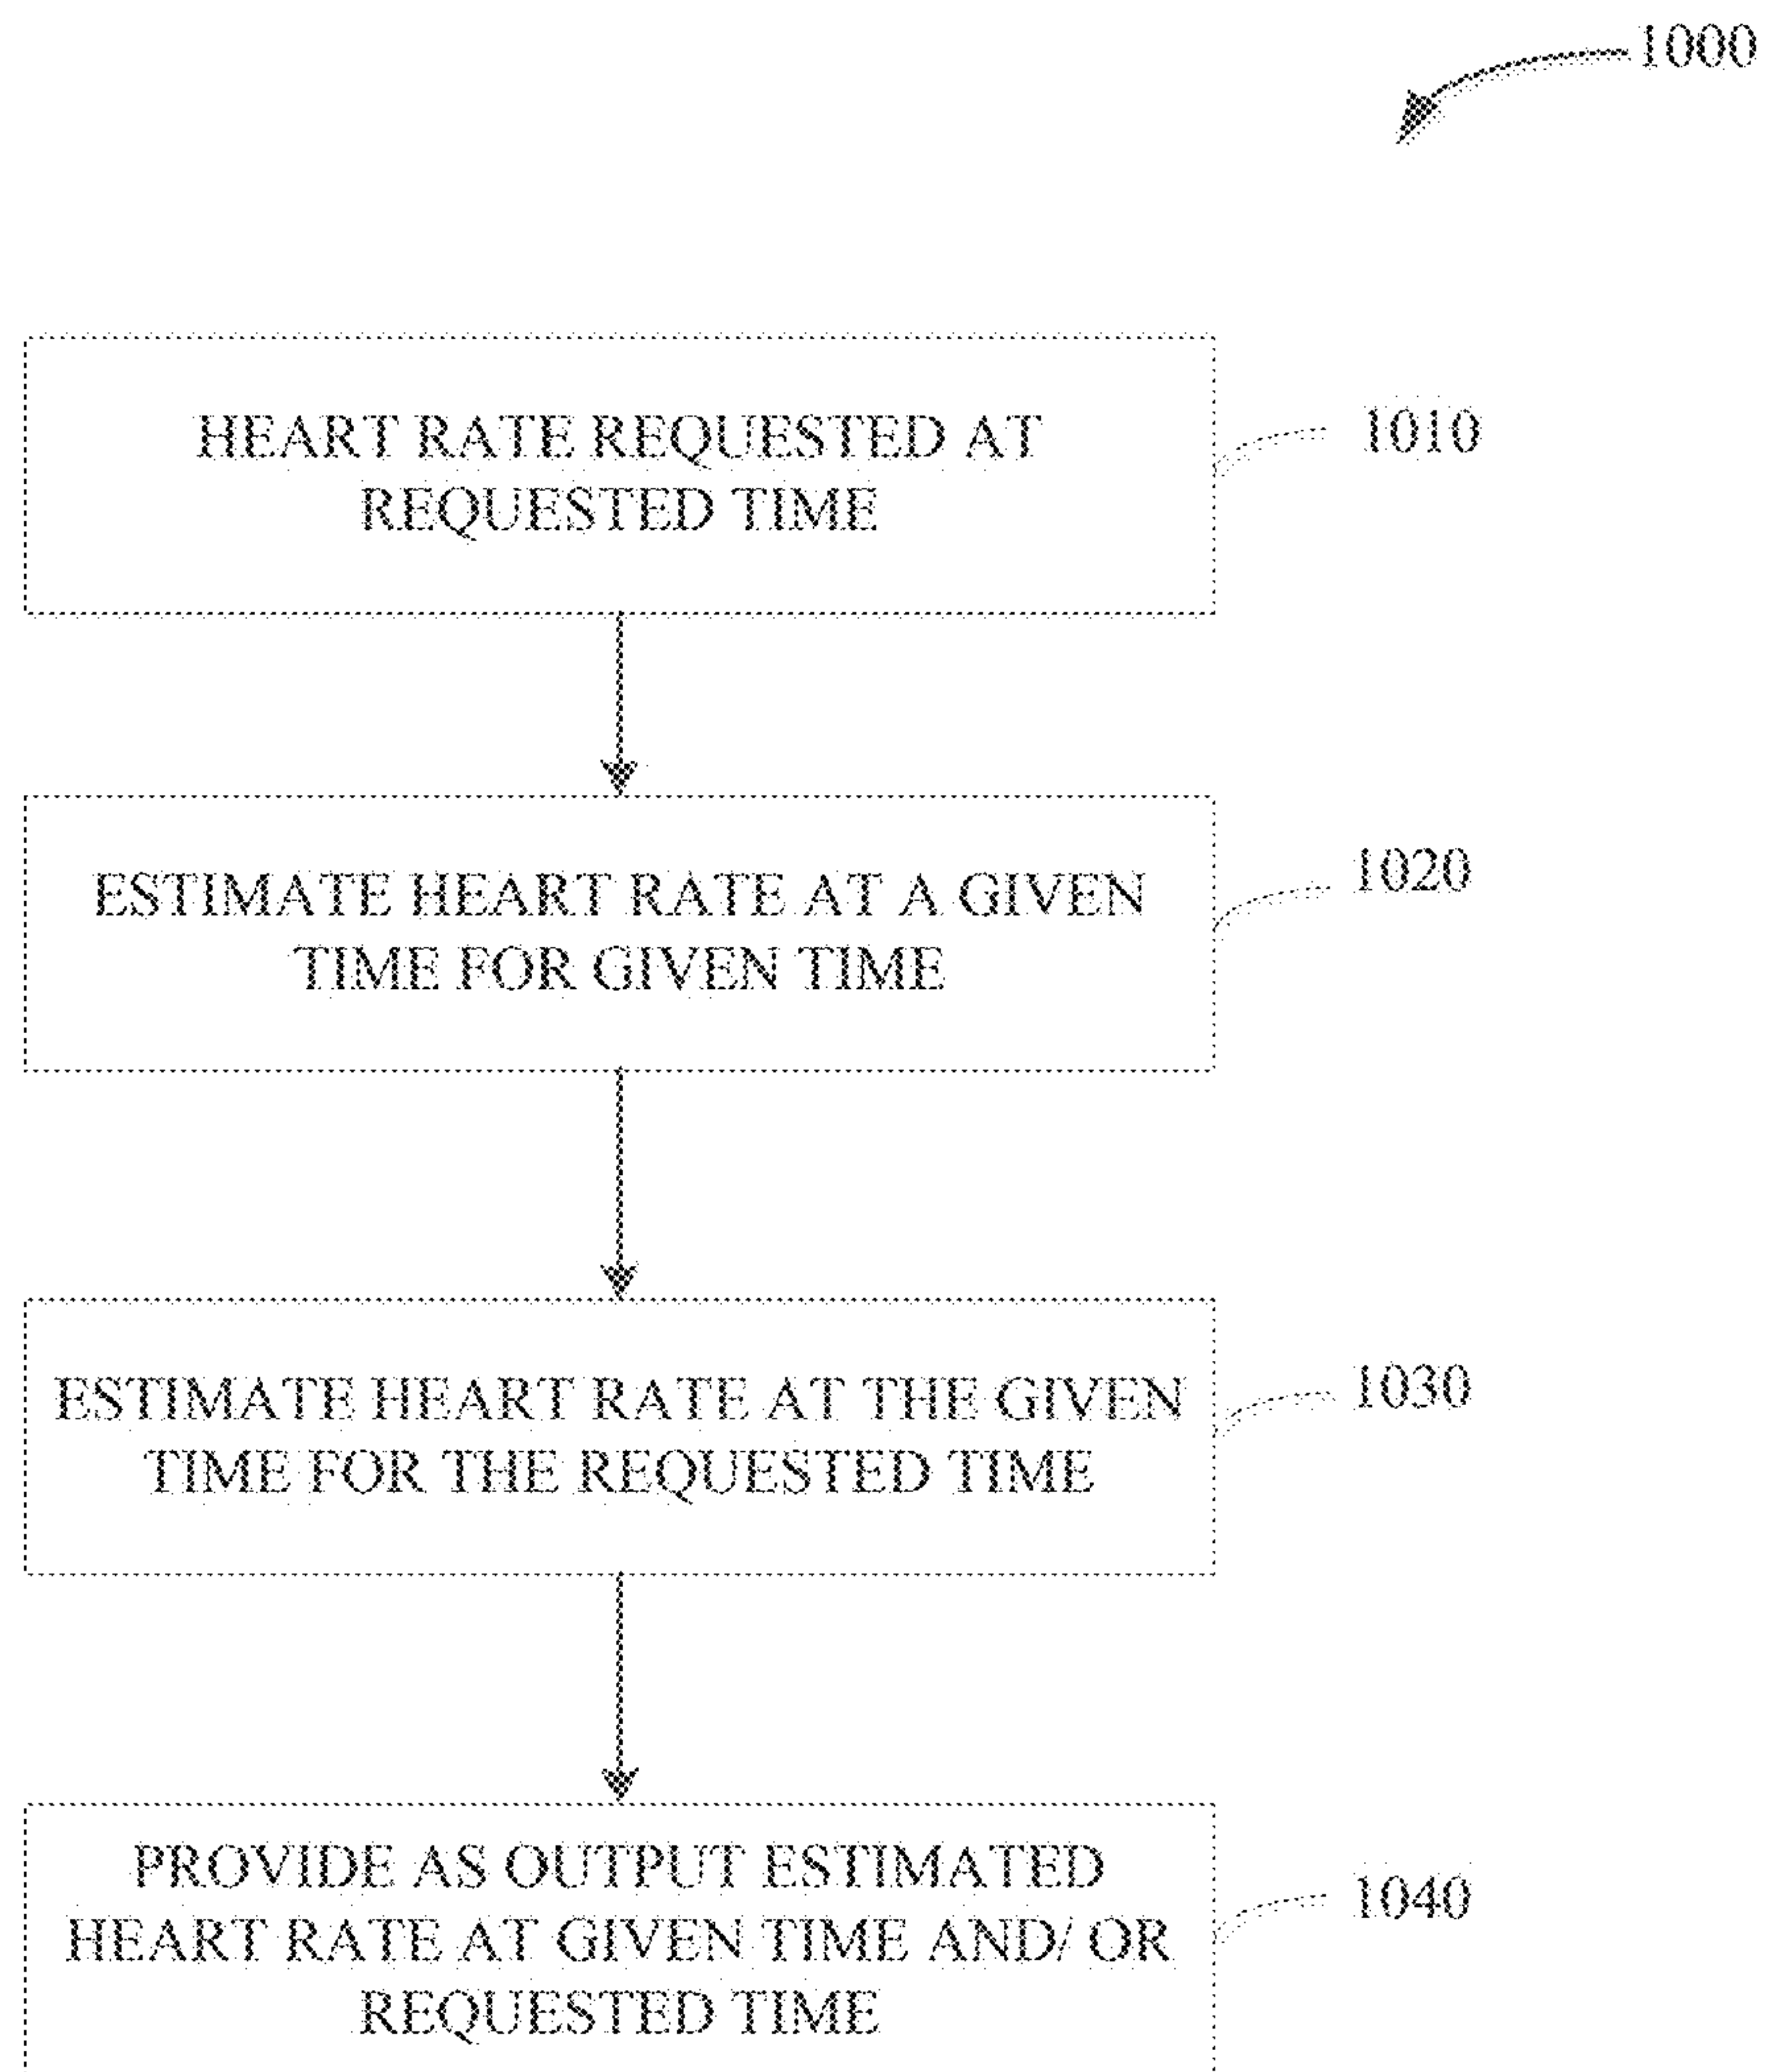 1000
HEART RATE REQUESTED AT
REQUESTED TIME
1010
ESTIMATE HEART RATE AT A GIVEN
TIME FOR GIVEN TIME
1020
ESTIMATE HEART RATE AT THE GIVEN
TIME FOR THE REQUESTED TIME
1030
PROVIDE AS OUTPUT ESTIMATED
HEART RATE AT GIVEN TIME AND/ OR
REQUESTED TIME
1040